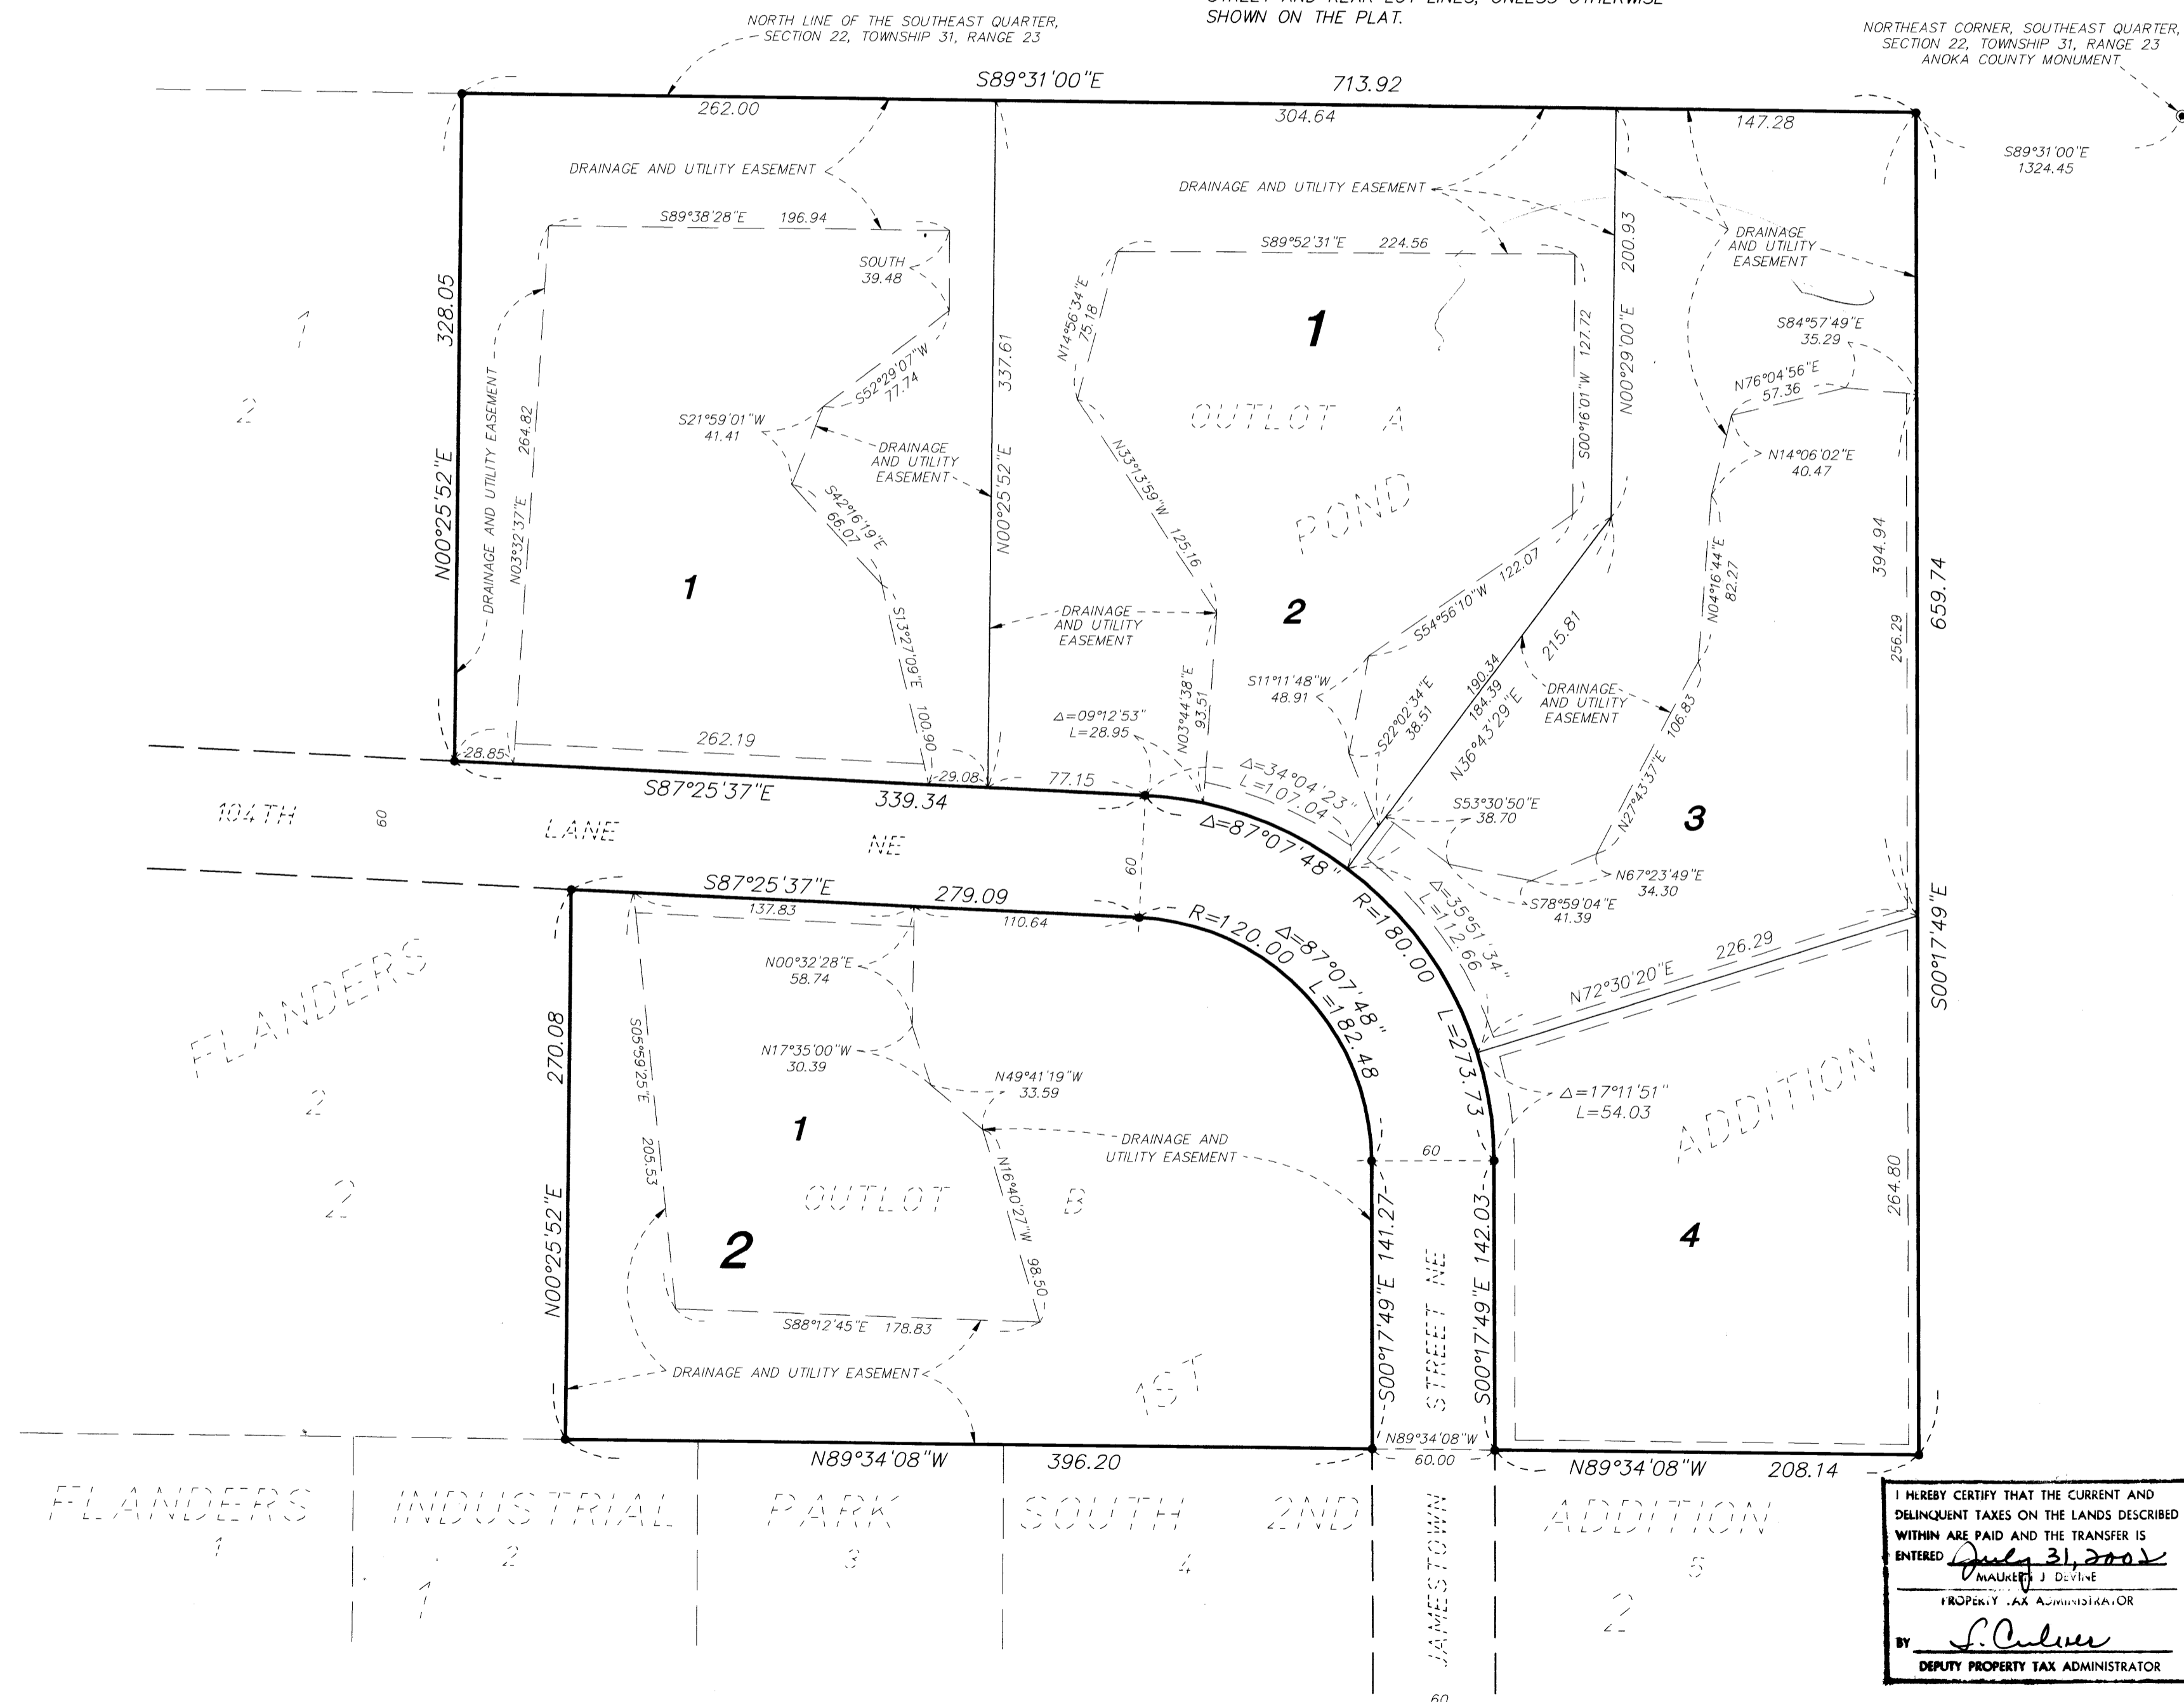 STREET AND REAR LOT LINES, UNLESS OTHERWISE
SHOWN ON THE PLAT.
NORTH LINE OF THE SOUTHEAST QUARTER,
SECTION 22, TOWNSHIP 31, RANGE 23
NORTHEAST CORNER, SOUTHEAST QUARTER,
SECTION 22, TOWNSHIP 31, RANGE 23
ANOKA COUNTY MONUMENT
S89°31'00"E 713.92
262.00
304.64
147.28
S89°31'00"E
1324.45
DRAINAGE AND UTILITY EASEMENT
DRAINAGE AND UTILITY EASEMENT
S89°38'28"E 196.94
SOUTH
39.48
S89°52'31"E 224.56
N00°29'00"E 200.93
DRAINAGE
AND UTILITY
EASEMENT
N00°25'52"E 328.05
DRAINAGE AND UTILITY EASEMENT
N03°32'37"E 264.82
S52°29'07"W
77.74
S21°59'01"W
41.41
DRAINAGE
AND UTILITY
EASEMENT
S42°16'19"E
66.07
S13°27'09"E 100.90
N00°25'52"E 337.61
N14°56'34"E
75.18
N33°13'59"W 125.16
1
OUTLOT A
POND
S00°16'01"W 127.72
S84°57'49"E
35.29
N76°04'56"E
57.36
N14°06'02"E
40.47
N04°16'44"E
82.27
394.94
256.29
659.74
1
2
1
2
DRAINAGE
AND UTILITY
EASEMENT
S54°56'10"W 122.07
S11°11'48"W
48.91
S22°02'34"E
38.51
190.34
184.39
N36°43'29"E 215.81
DRAINAGE
AND UTILITY
EASEMENT
N27°43'37"E 106.83
N03°44'38"E
93.51
Δ=09°12'53"
L=28.95
Δ=34°04'23"
L=107.04
S53°30'50"E
38.70
3
N67°23'49"E
34.30
S78°59'04"E
41.39
28.85
262.19
29.08
77.15
S87°25'37"E 339.34
104TH LANE NE
60
60
Δ=87°07'48"
R=180.00
L=273.73
Δ=35°51'34"
L=112.66
S87°25'37"E 279.09
137.83
110.64
R=120.00
Δ=87°07'48"
L=182.48
N72°30'20"E 226.29
S00°17'49"E
N00°32'28"E
58.74
N17°35'00"W
30.39
N49°41'19"W
33.59
S05°59'25"E 205.53
N16°40'27"W 98.50
1
DRAINAGE AND
UTILITY EASEMENT
60
Δ=17°11'51"
L=54.03
FLANDERS
2
2
N00°25'52"E 270.08
OUTLOT B
2
S88°12'45"E 178.83
DRAINAGE AND UTILITY EASEMENT
1ST
ADDITION
4
264.80
S00°17'49"E 141.27
STREET NE
S00°17'49"E 142.03
N89°34'08"W 396.20
N89°34'08"W
60.00
N89°34'08"W 208.14
FLANDERS INDUSTRIAL PARK SOUTH 2ND ADDITION
1 2 3 4 5
1
2
JAMESTOWN
60
I HEREBY CERTIFY THAT THE CURRENT AND
DELINQUENT TAXES ON THE LANDS DESCRIBED
WITHIN ARE PAID AND THE TRANSFER IS
ENTERED July 31, 2002
MAUREEN J DEVINE
PROPERTY TAX ADMINISTRATOR
BY S. Culver
DEPUTY PROPERTY TAX ADMINISTRATOR